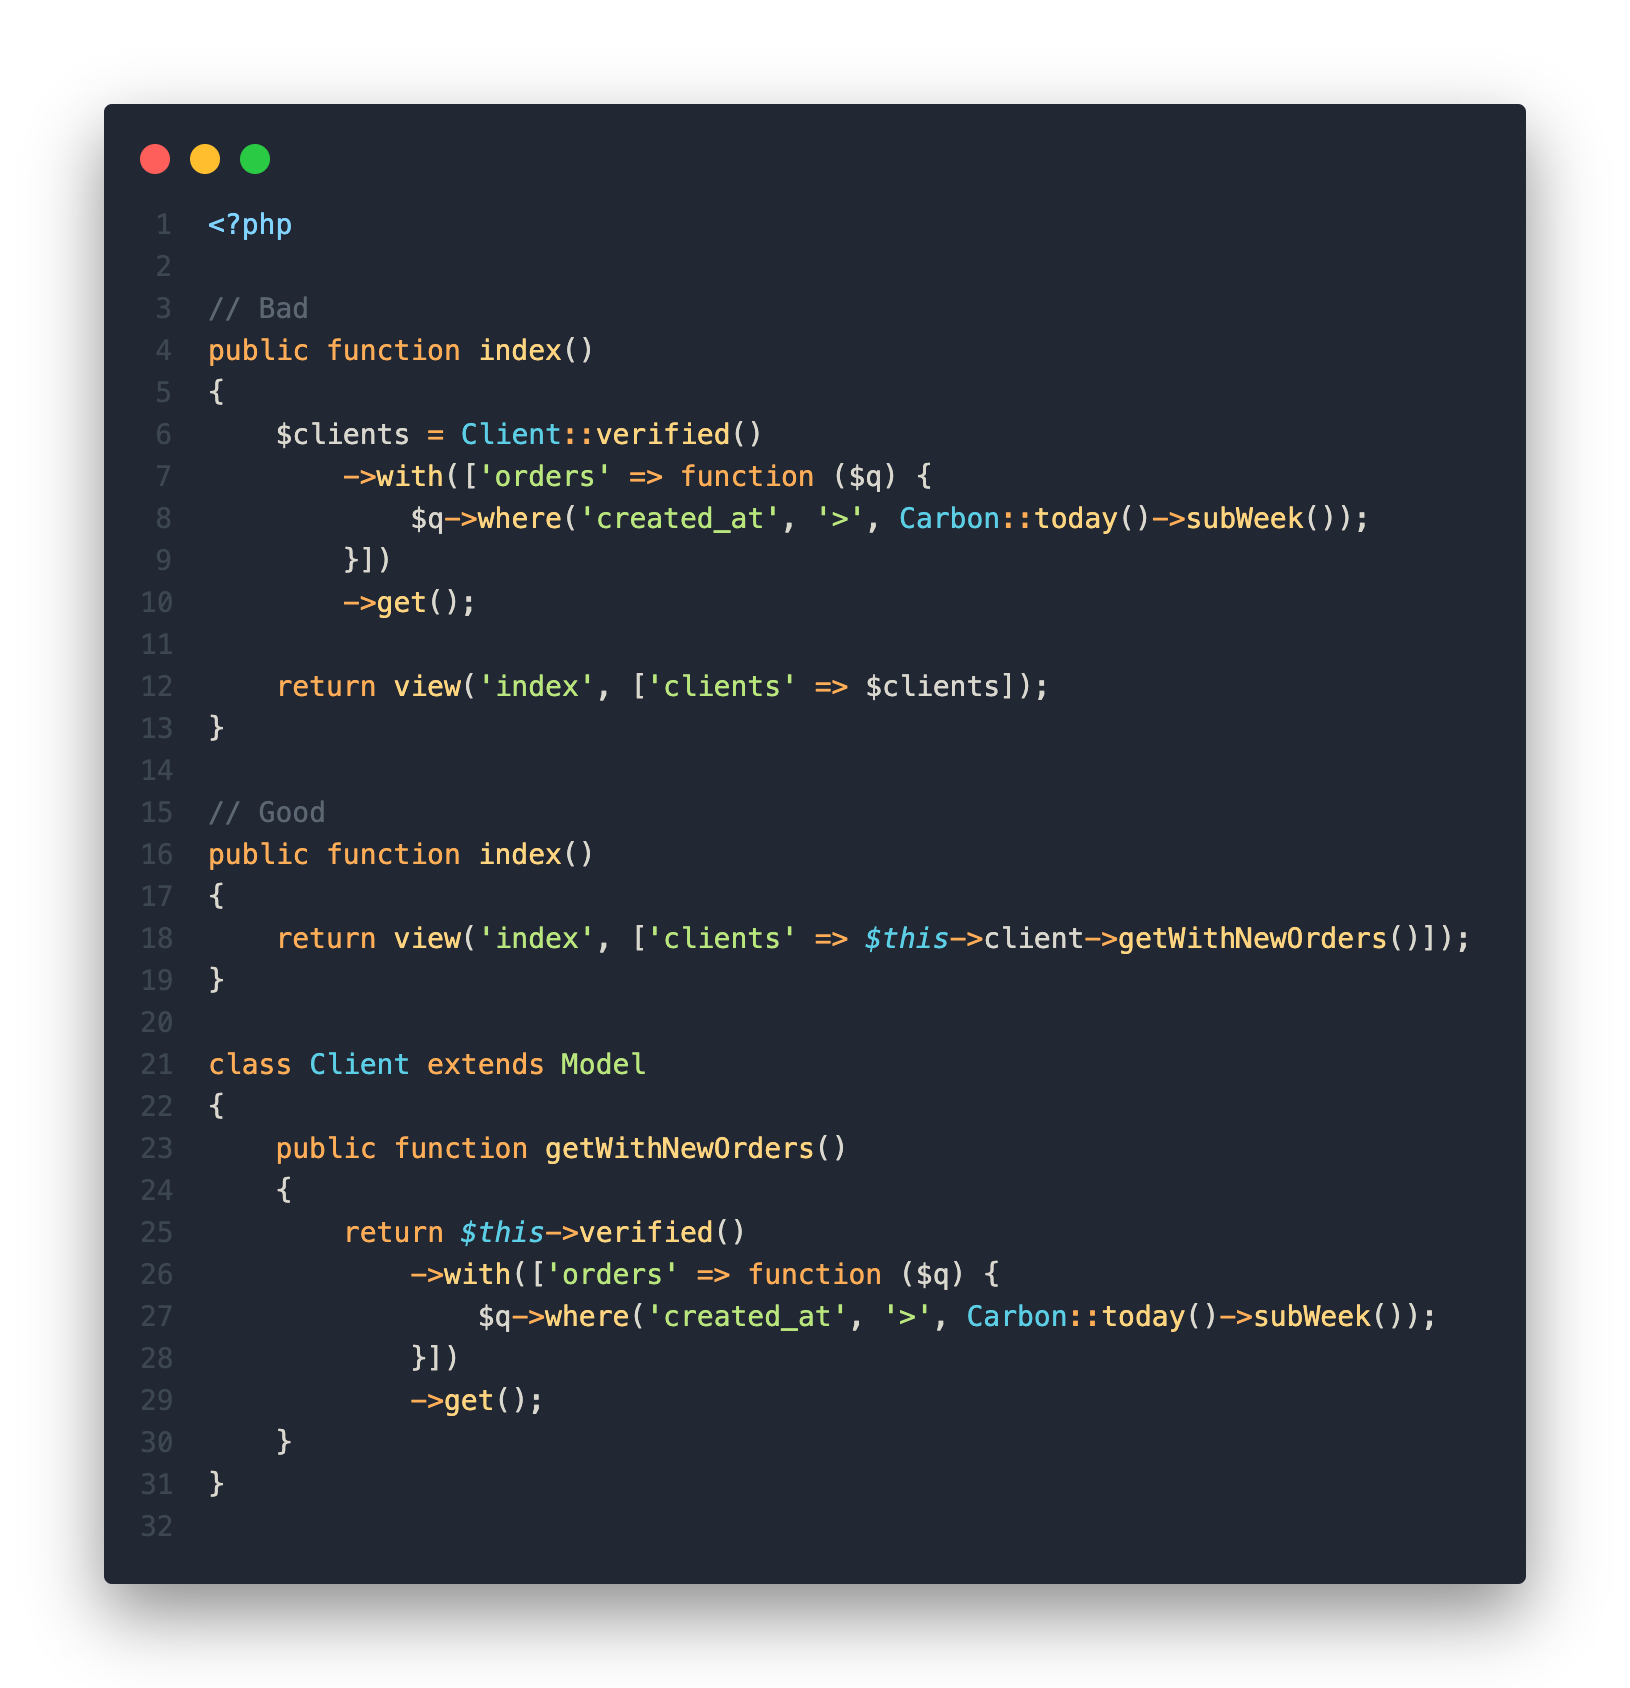 1 <?php
2
3 // Bad
4 public function index()
5 {
6     $clients = Client::verified()
7         ->with(['orders' => function ($q) {
8             $q->where('created_at', '>', Carbon::today()->subWeek());
9         }])
10         ->get();
11
12     return view('index', ['clients' => $clients]);
13 }
14
15 // Good
16 public function index()
17 {
18     return view('index', ['clients' => $this->client->getWithNewOrders()]);
19 }
20
21 class Client extends Model
22 {
23     public function getWithNewOrders()
24     {
25         return $this->verified()
26             ->with(['orders' => function ($q) {
27                 $q->where('created_at', '>', Carbon::today()->subWeek());
28             }])
29             ->get();
30     }
31 }
32